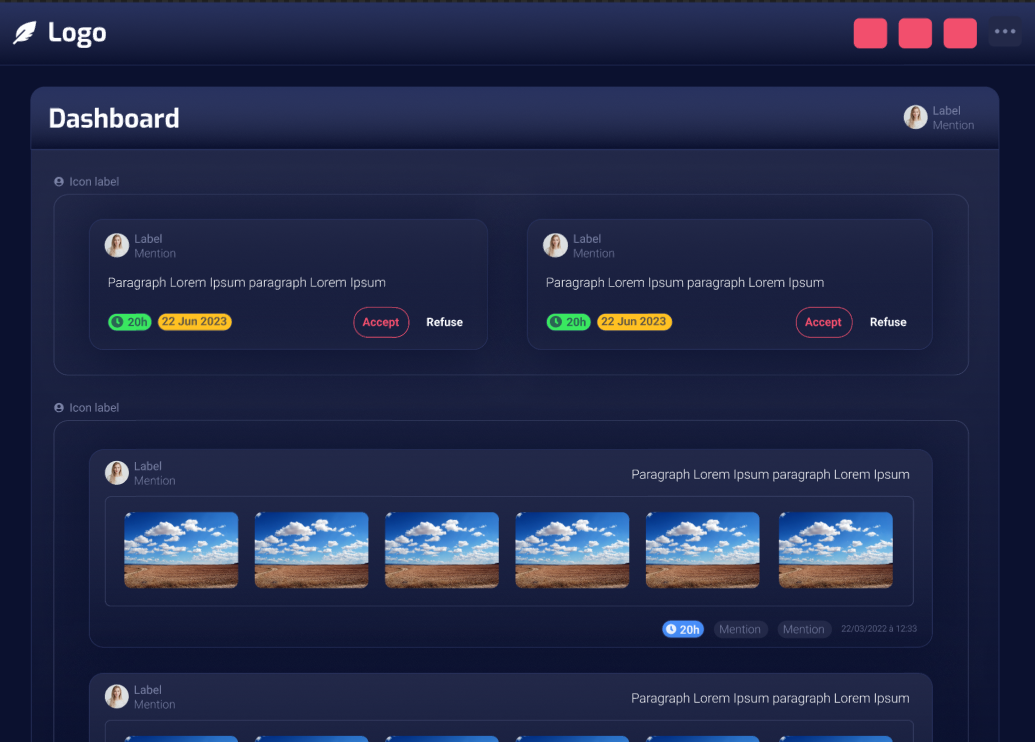 Logo
Dashboard
Label
Mention
Icon label
Label
Mention
Paragraph Lorem Ipsum paragraph Lorem Ipsum
20h 22 Jun 2023 Accept Refuse
Label
Mention
Paragraph Lorem Ipsum paragraph Lorem Ipsum
20h 22 Jun 2023 Accept Refuse
Icon label
Label
Mention
Paragraph Lorem Ipsum paragraph Lorem Ipsum
20h Mention Mention 22/03/2022 à 12:33
Label
Mention
Paragraph Lorem Ipsum paragraph Lorem Ipsum